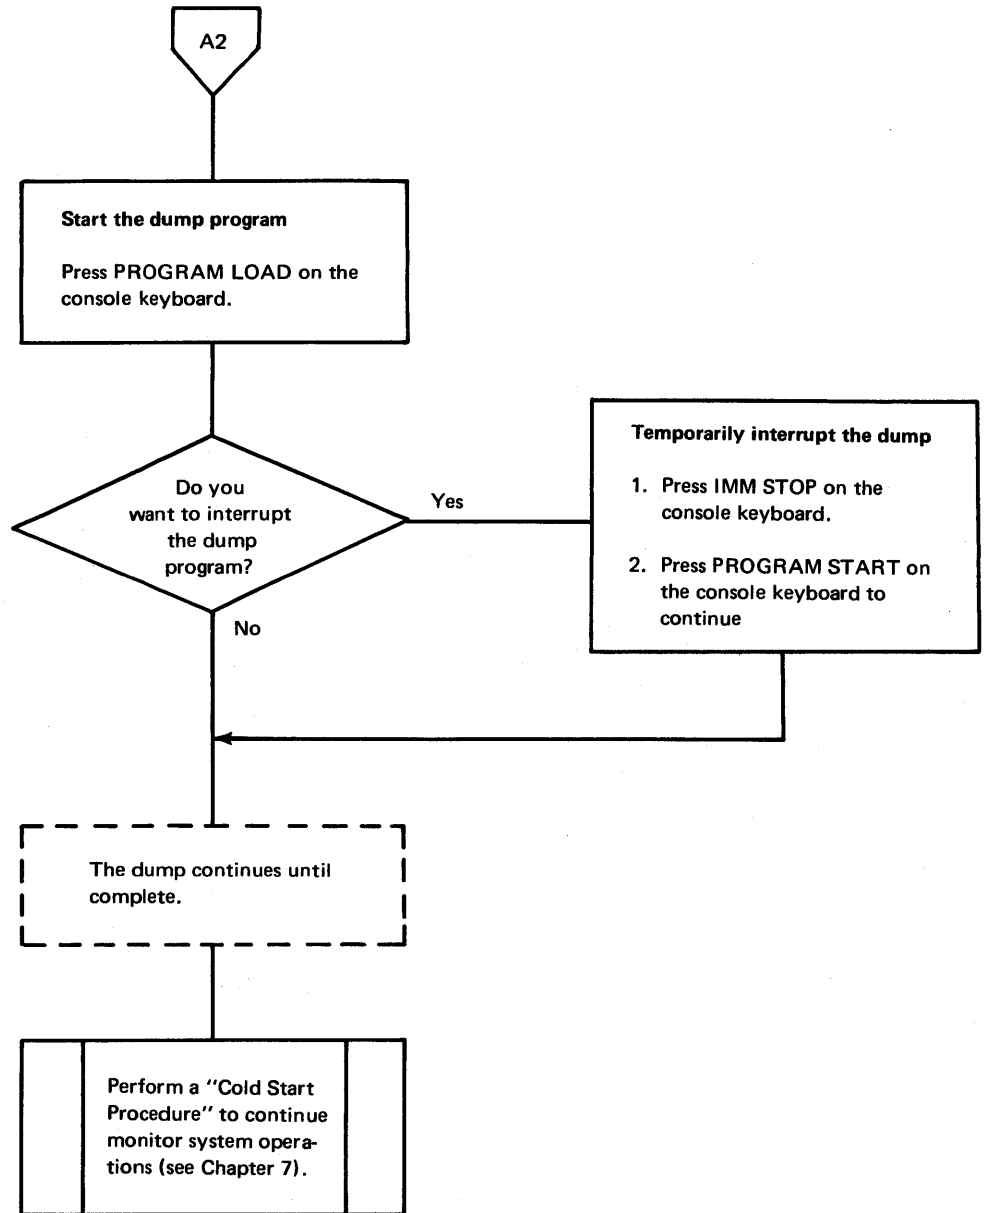 A2
Start the dump program
Press PROGRAM LOAD on the
console keyboard.
Do you
want to interrupt
the dump
program?
Yes
No
Temporarily interrupt the dump
1. Press IMM STOP on the
console keyboard.
2. Press PROGRAM START on
the console keyboard to
continue
The dump continues until
complete.
Perform a "Cold Start
Procedure" to continue
monitor system opera-
tions (see Chapter 7).